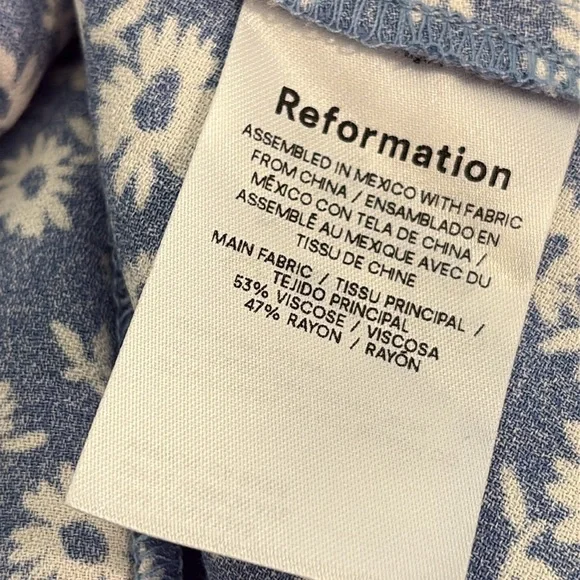 Reformation
ASSEMBLED IN MEXICO WITH FABRIC
FROM CHINA / ENSAMBLADO EN
MÉXICO CON TELA DE CHINA /
ASSEMBLÉ AU MEXIQUE AVEC DU
TISSU DE CHINE
MAIN FABRIC / TISSU PRINCIPAL /
TEJIDO PRINCIPAL
53% VISCOSE / VISCOSA
47% RAYON / RAYÓN